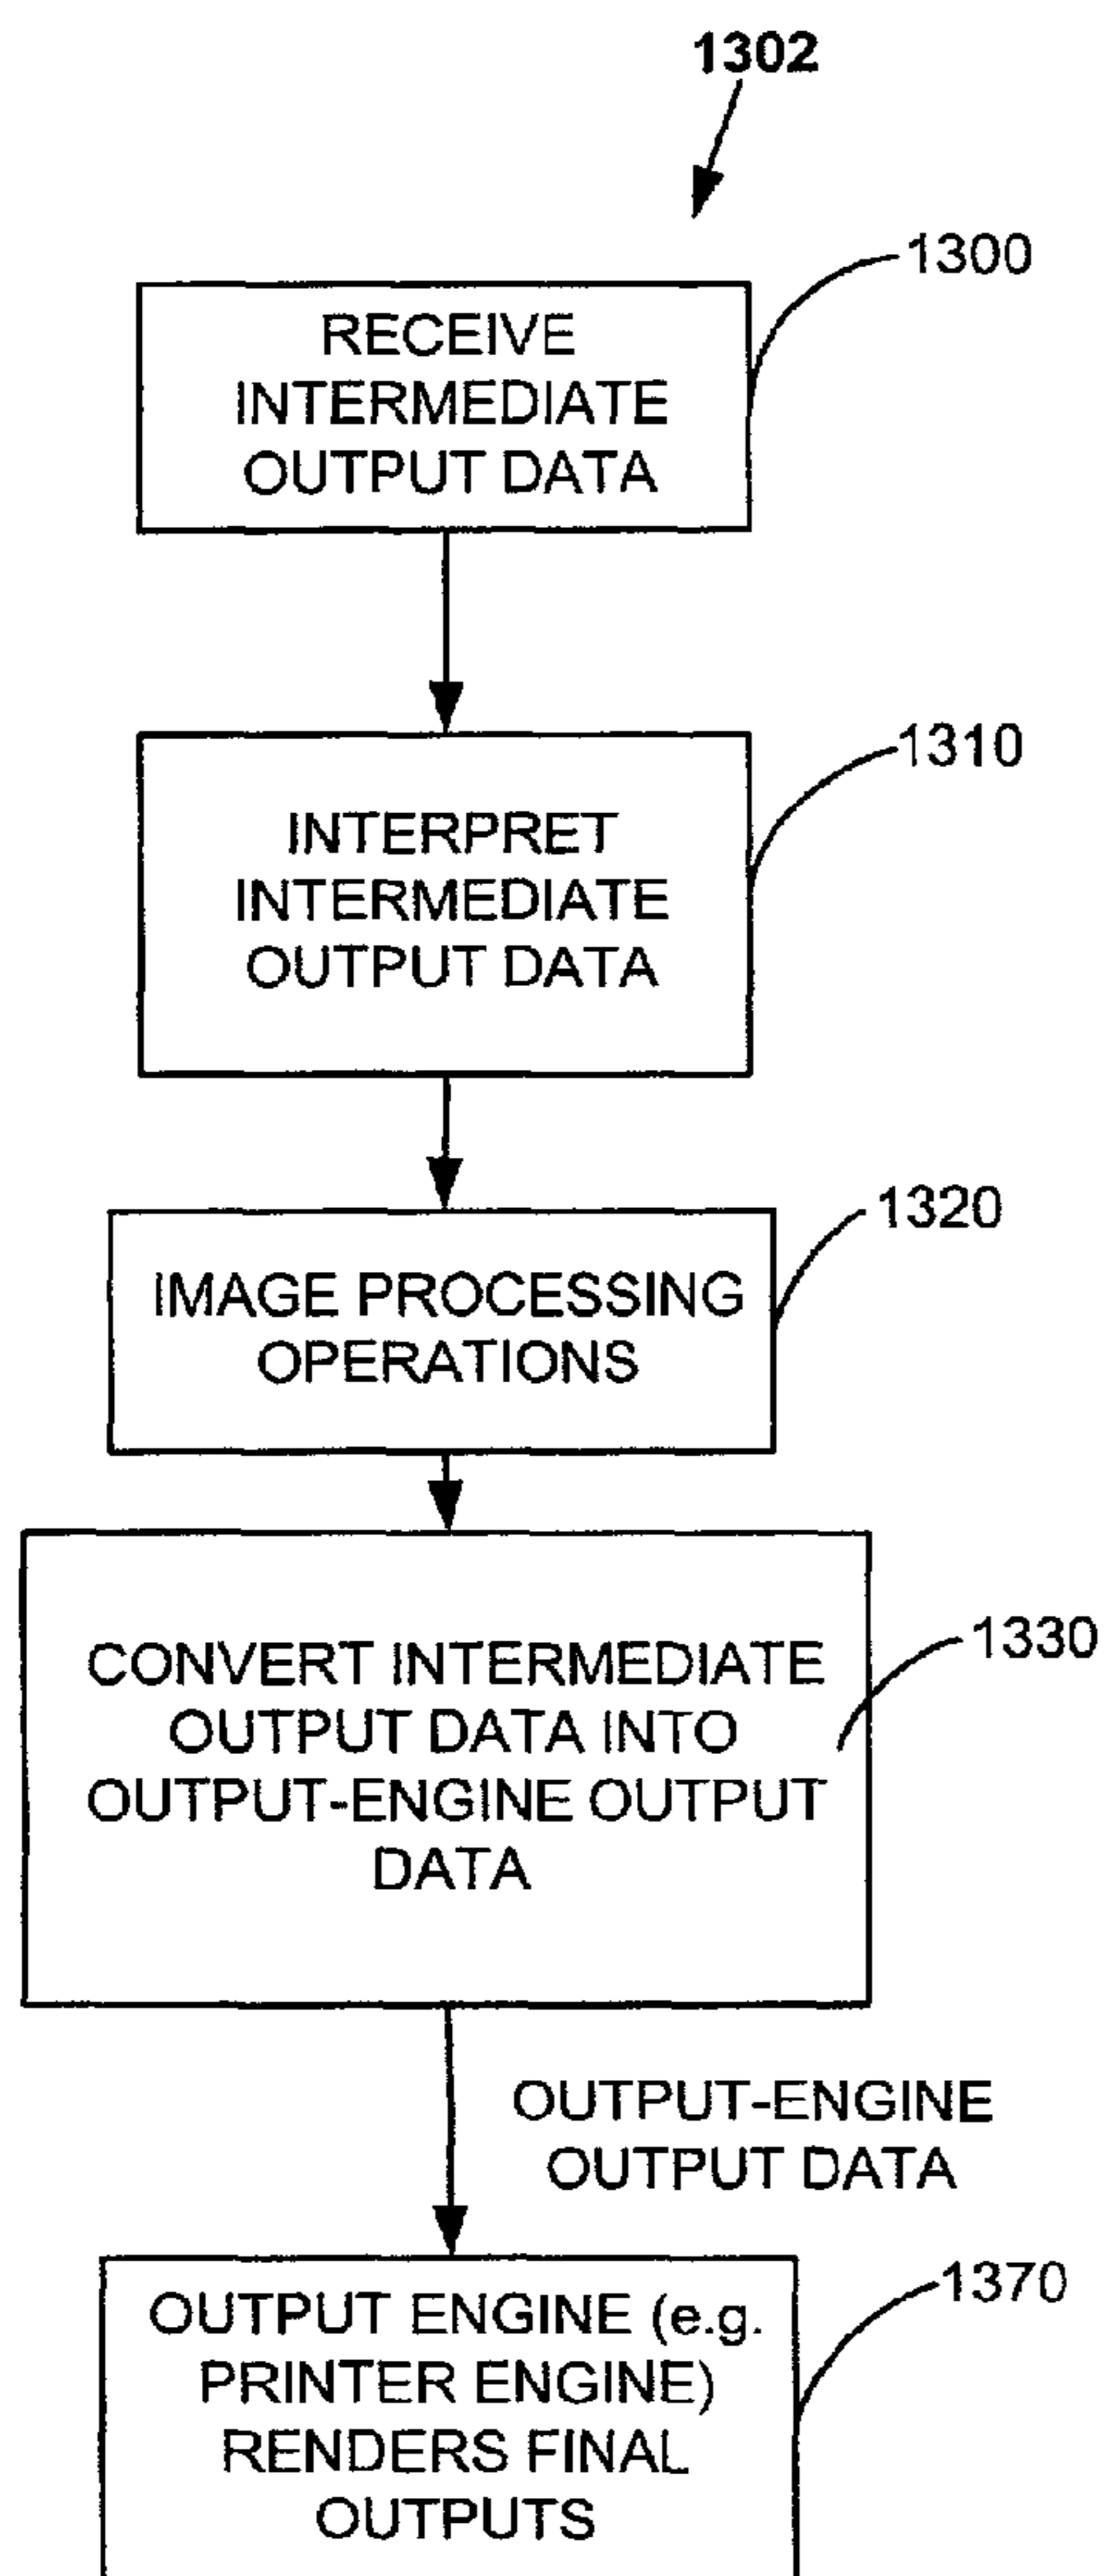 1302
1300
RECEIVE
INTERMEDIATE
OUTPUT DATA
1310
INTERPRET
INTERMEDIATE
OUTPUT DATA
1320
IMAGE PROCESSING
OPERATIONS
1330
CONVERT INTERMEDIATE
OUTPUT DATA INTO
OUTPUT-ENGINE OUTPUT
DATA
OUTPUT-ENGINE
OUTPUT DATA
1370
OUTPUT ENGINE (e.g.
PRINTER ENGINE)
RENDERS FINAL
OUTPUTS